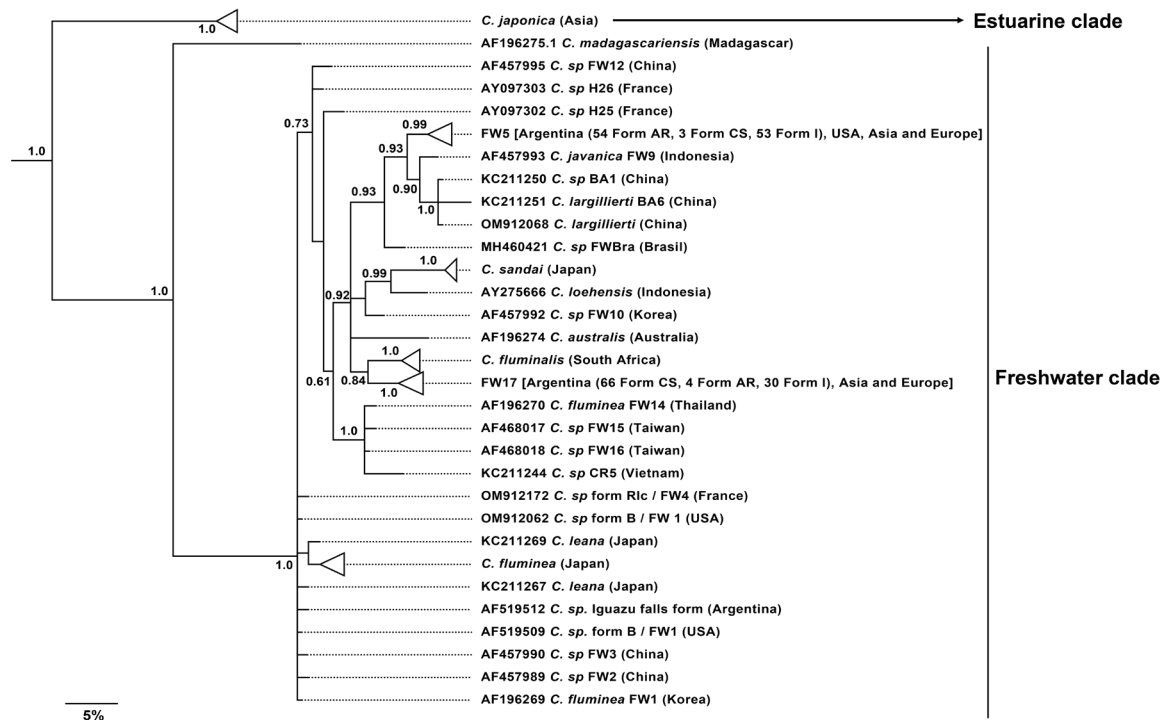 C. japonica (Asia)
Estuarine clade
1.0
AF196275.1 C. madagascariensis (Madagascar)
AF457995 C. sp FW12 (China)
AY097303 C. sp H26 (France)
AY097302 C. sp H25 (France)
0.73
0.99
FW5 [Argentina (54 Form AR, 3 Form CS, 53 Form I), USA, Asia and Europe]
1.0
0.93
AF457993 C. javanica FW9 (Indonesia)
KC211250 C. sp BA1 (China)
0.93
0.90
KC211251 C. largillierti BA6 (China)
1.0
OM912068 C. largillierti (China)
MH460421 C. sp FWBra (Brasil)
1.0
C. sandai (Japan)
0.99
1.0
AY275666 C. loehensis (Indonesia)
0.92
AF457992 C. sp FW10 (Korea)
AF196274 C. australis (Australia)
1.0
C. fluminalis (South Africa)
0.61
0.84
FW17 [Argentina (66 Form CS, 4 Form AR, 30 Form I), Asia and Europe]
Freshwater clade
1.0
AF196270 C. fluminea FW14 (Thailand)
AF468017 C. sp FW15 (Taiwan)
1.0
AF468018 C. sp FW16 (Taiwan)
KC211244 C. sp CR5 (Vietnam)
OM912172 C. sp form Rlc / FW4 (France)
OM912062 C. sp form B / FW 1 (USA)
KC211269 C. leana (Japan)
C. fluminea (Japan)
1.0
KC211267 C. leana (Japan)
AF519512 C. sp. Iguazu falls form (Argentina)
AF519509 C. sp. form B / FW1 (USA)
AF457990 C. sp FW3 (China)
AF457989 C. sp FW2 (China)
AF196269 C. fluminea FW1 (Korea)
5%